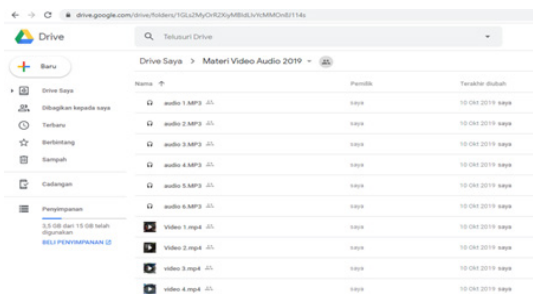 drive.google.com/drive/folders/
Drive
Telusuri Drive
Baru
Drive Saya > Materi Video Audio 2019
Nama Pemilik Terakhir diubah
Drive Saya
Dibagikan kepada saya
Terbaru
Berbintang
Sampah
Cadangan
Penyimpanan
3,5 GB dari 15 GB telah
digunakan
BELI PENYIMPANAN
audio 1.MP3 saya 10 Okt 2019 saya
audio 2.MP3 saya 10 Okt 2019 saya
audio 3.MP3 saya 10 Okt 2019 saya
audio 4.MP3 saya 10 Okt 2019 saya
audio 5.MP3 saya 10 Okt 2019 saya
audio 6.MP3 saya 10 Okt 2019 saya
Video 1.mp4 saya 10 Okt 2019 saya
Video 2.mp4 saya 10 Okt 2019 saya
video 3.mp4 saya 10 Okt 2019 saya
video 4.mp4 saya 10 Okt 2019 saya